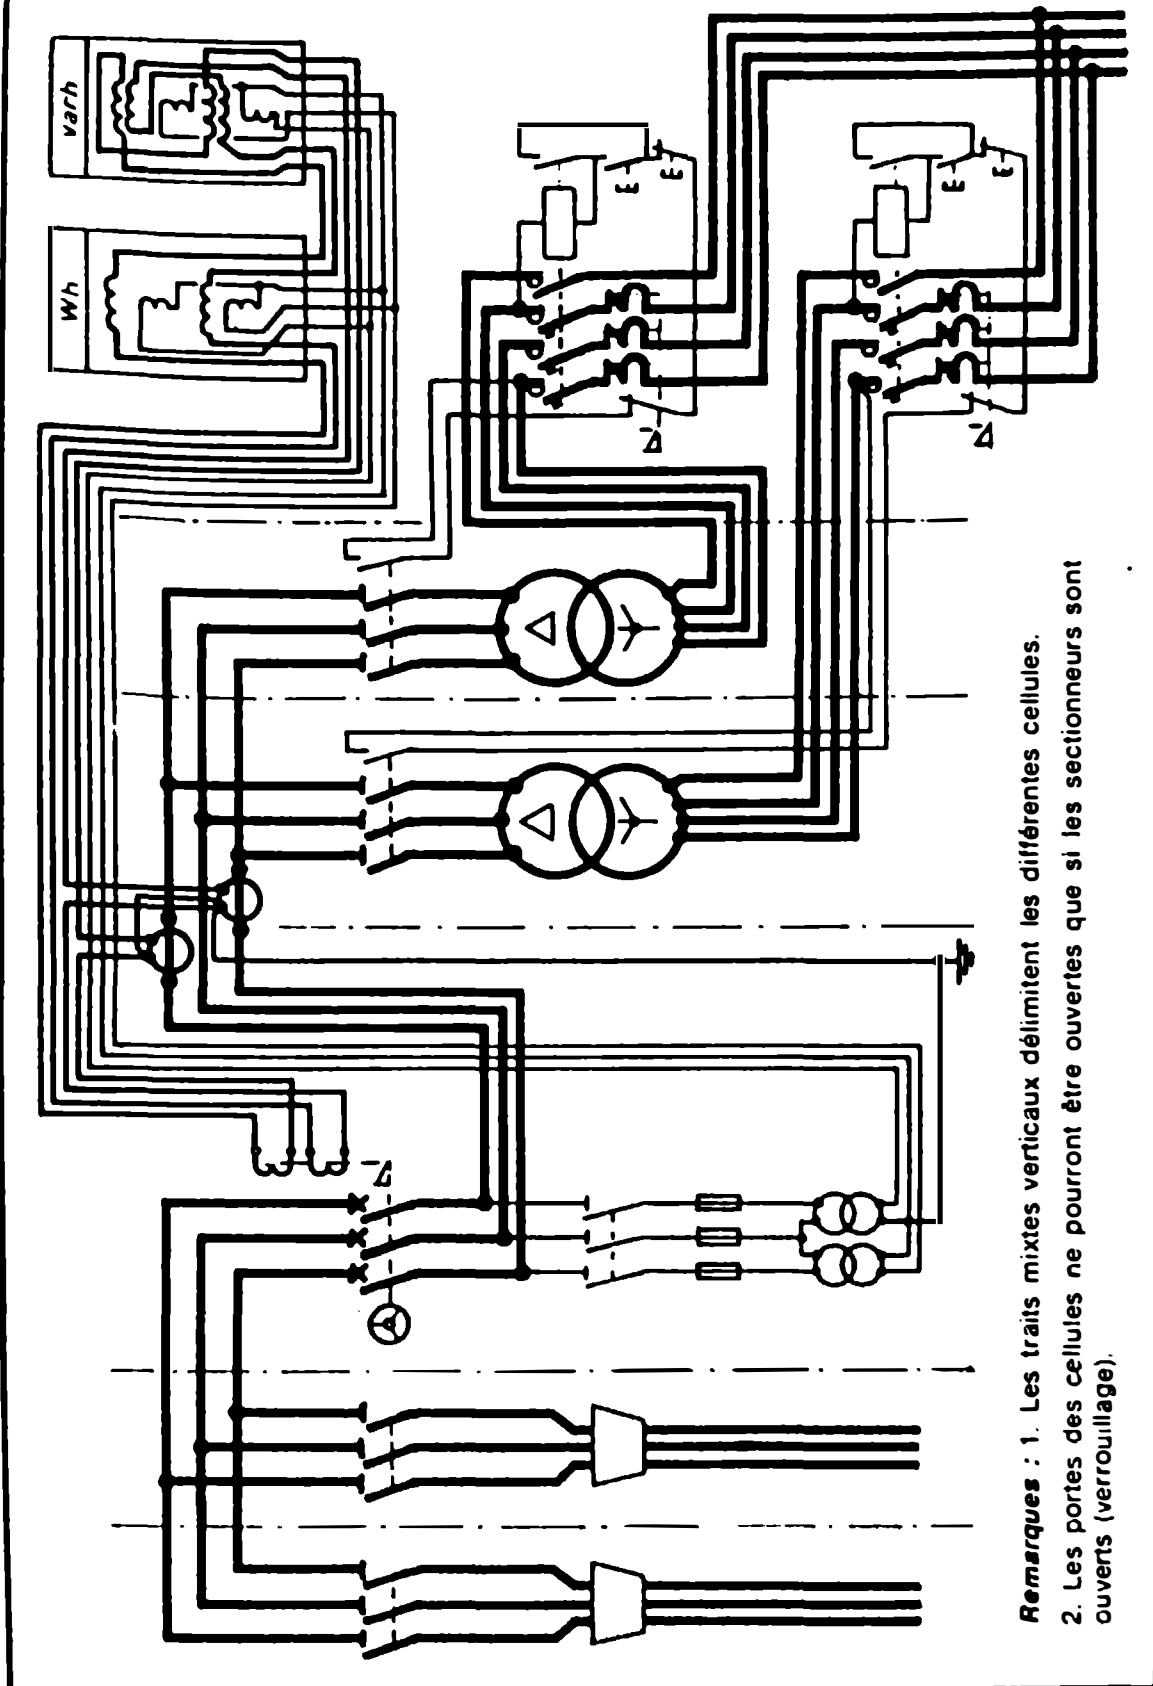 varh
Wh
E
E
E
E
Remarques : 1. Les traits mixtes verticaux délimitent les différentes cellules.
2. Les portes des cellules ne pourront être ouvertes que si les sectionneurs sont
ouverts (verrouillage).